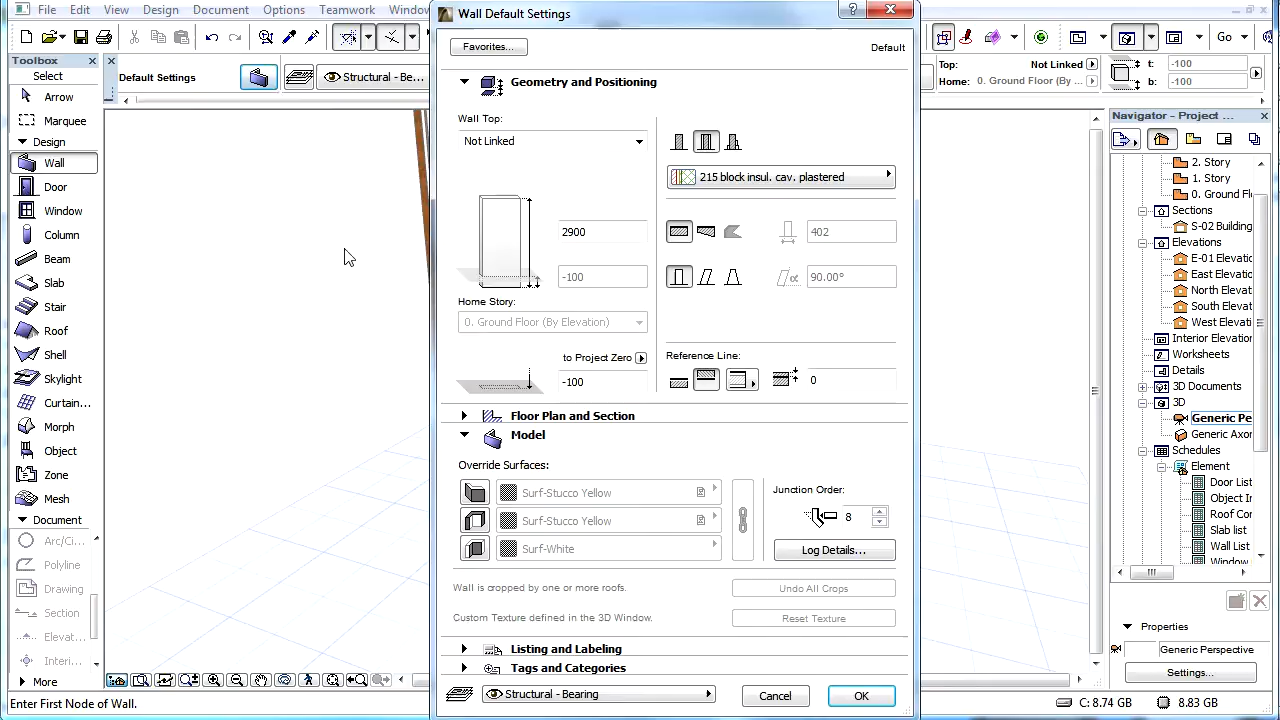 File Edit View Design Document Options Teamwork Window
Wall Default Settings
Toolbox
Select
Arrow
Marquee
Design
Wall
Door
Window
Column
Beam
Slab
Stair
Roof
Shell
Skylight
Curtain...
Morph
Object
Zone
Mesh
Document
Arc/Ci...
Polyline
Drawing
Section
Elevat...
Interi...
More
Enter First Node of Wall.
Default Settings
Structural - Be...
Favorites...
Default
Geometry and Positioning
Wall Top:
Not Linked
2900
-100
Home Story:
0. Ground Floor (By Elevation)
to Project Zero
-100
215 block insul. cav. plastered
402
90.00°
Reference Line:
0
Floor Plan and Section
Model
Override Surfaces:
Surf-Stucco Yellow
Surf-Stucco Yellow
Surf-White
Junction Order:
8
Log Details...
Wall is cropped by one or more roofs.
Undo All Crops
Custom Texture defined in the 3D Window.
Reset Texture
Listing and Labeling
Tags and Categories
Structural - Bearing
Cancel
OK
Go
Top: Not Linked
Home: 0. Ground Floor (By ...
t: -100
b: -100
Navigator - Project ...
2. Story
1. Story
0. Ground Fl
Sections
S-02 Building
Elevations
E-01 Elevatic
East Elevati
North Elevati
South Elevati
West Elevati
Interior Elevation
Worksheets
Details
3D Documents
3D
Generic Pe
Generic Axon
Schedules
Element
Door List
Object In
Roof Cor
Slab list
Wall List
Window
Properties
Generic Perspective
Settings...
C: 8.74 GB
8.83 GB